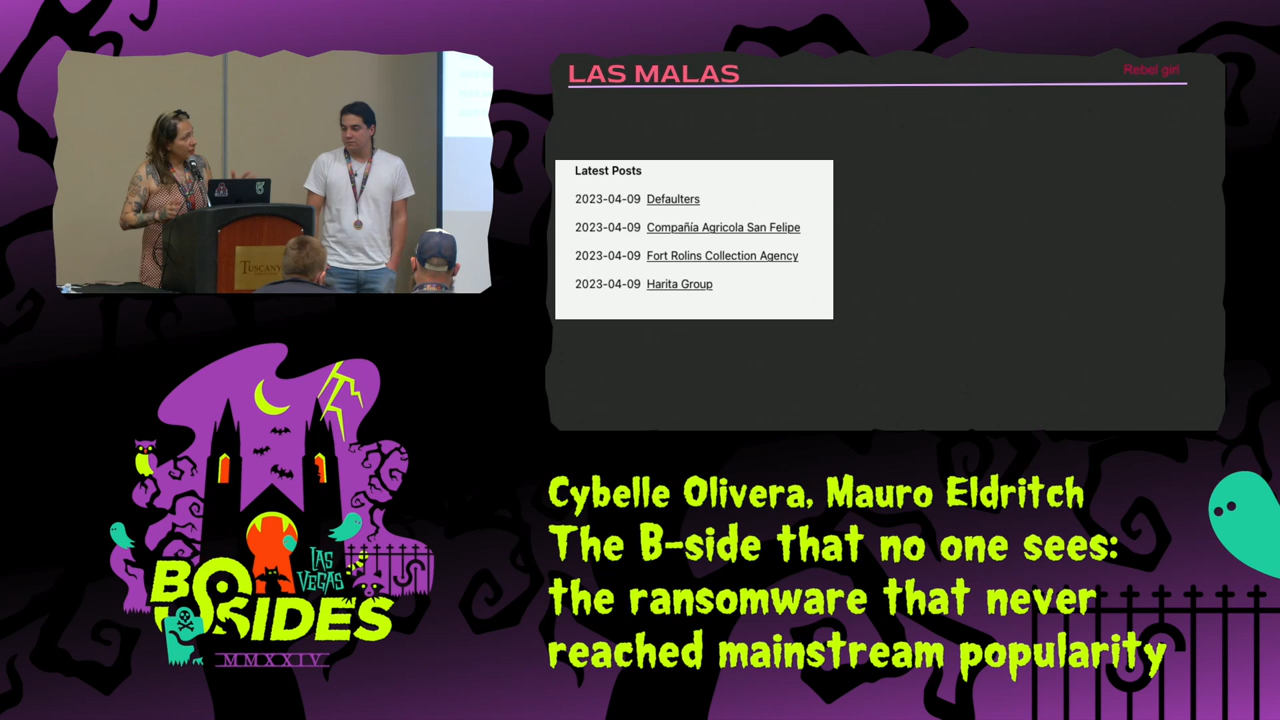 LAS MALAS
Rebel girl
Latest Posts
2023-04-09 Defaulters
2023-04-09 Compañía Agricola San Felipe
2023-04-09 Fort Rolins Collection Agency
2023-04-09 Harita Group
TUSCANY
LAS
VEGAS
BSIDES
MMXXIV
Cybelle Olivera, Mauro Eldritch
The B-side that no one sees:
the ransomware that never
reached mainstream popularity